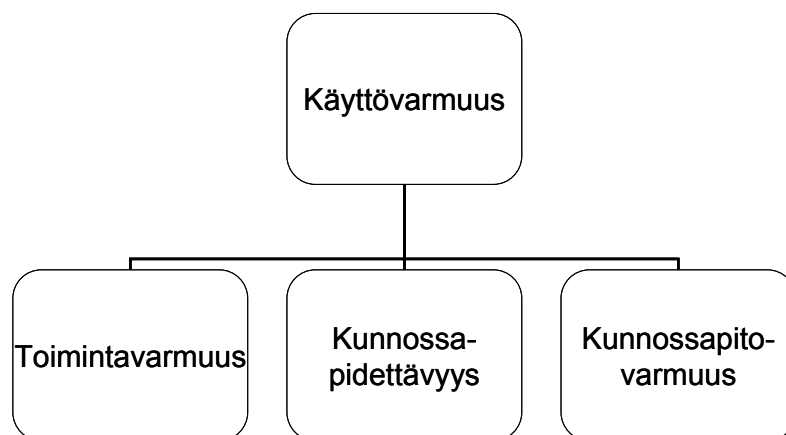 Käyttövarmuus
Toimintavarmuus
Kunnossa-
pidettävyys
Kunnossapito-
varmuus